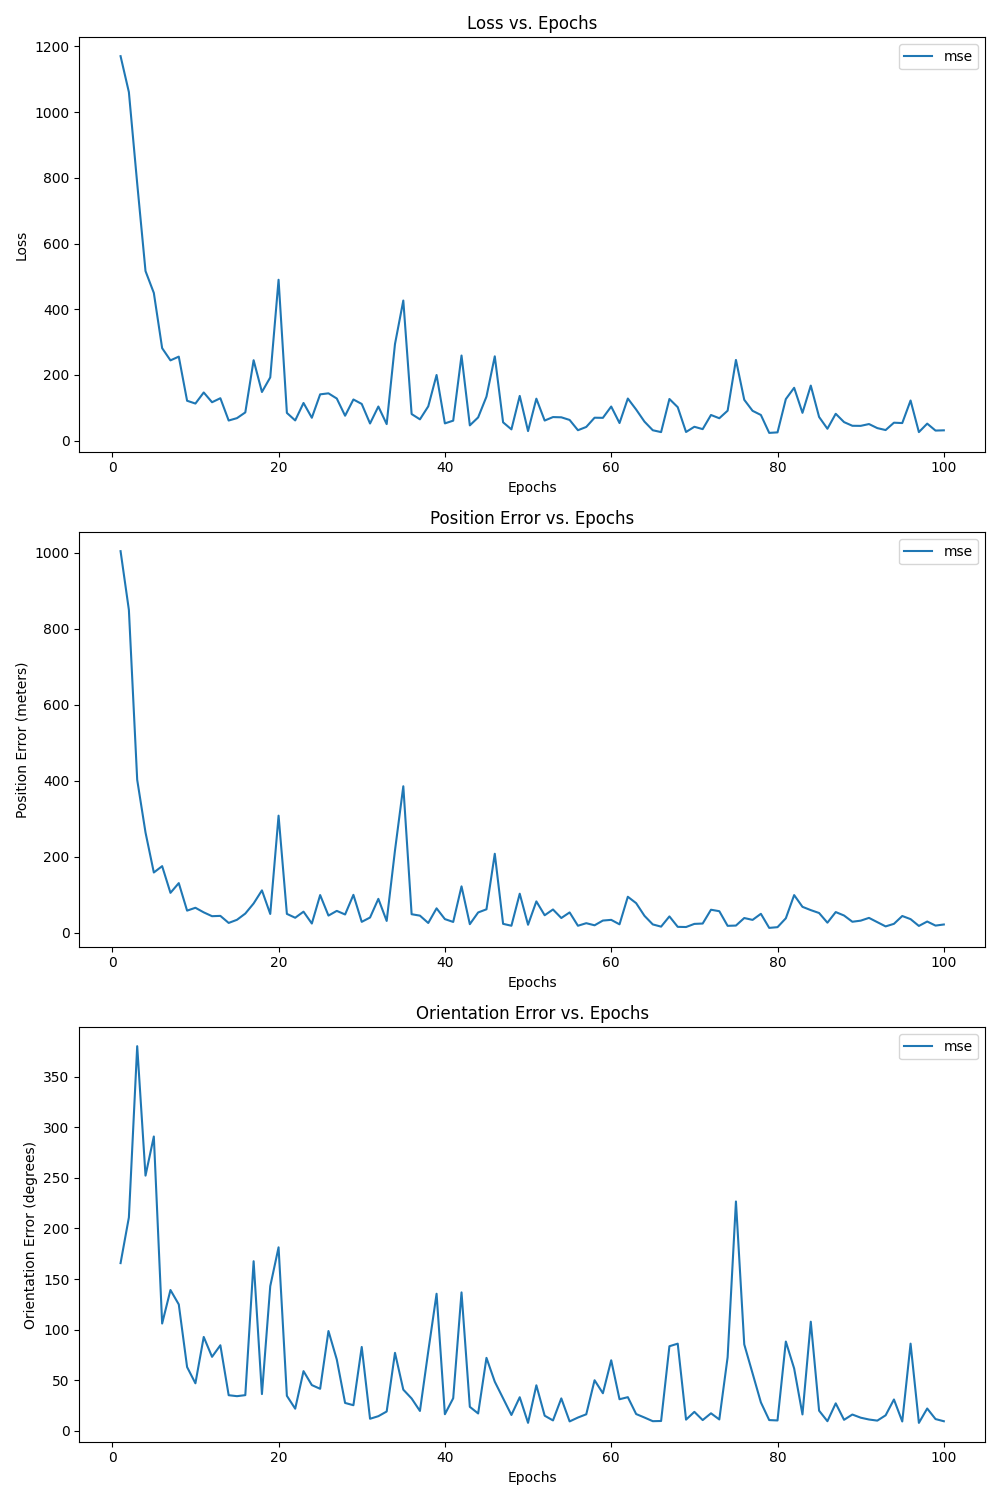 Loss vs. Epochs
mse
1200
1000
800
600
400
200
0
Loss
0 20 40 60 80 100
Epochs
Position Error vs. Epochs
mse
1000
800
600
400
200
0
Position Error (meters)
0 20 40 60 80 100
Epochs
Orientation Error vs. Epochs
mse
350
300
250
200
150
100
50
0
Orientation Error (degrees)
0 20 40 60 80 100
Epochs